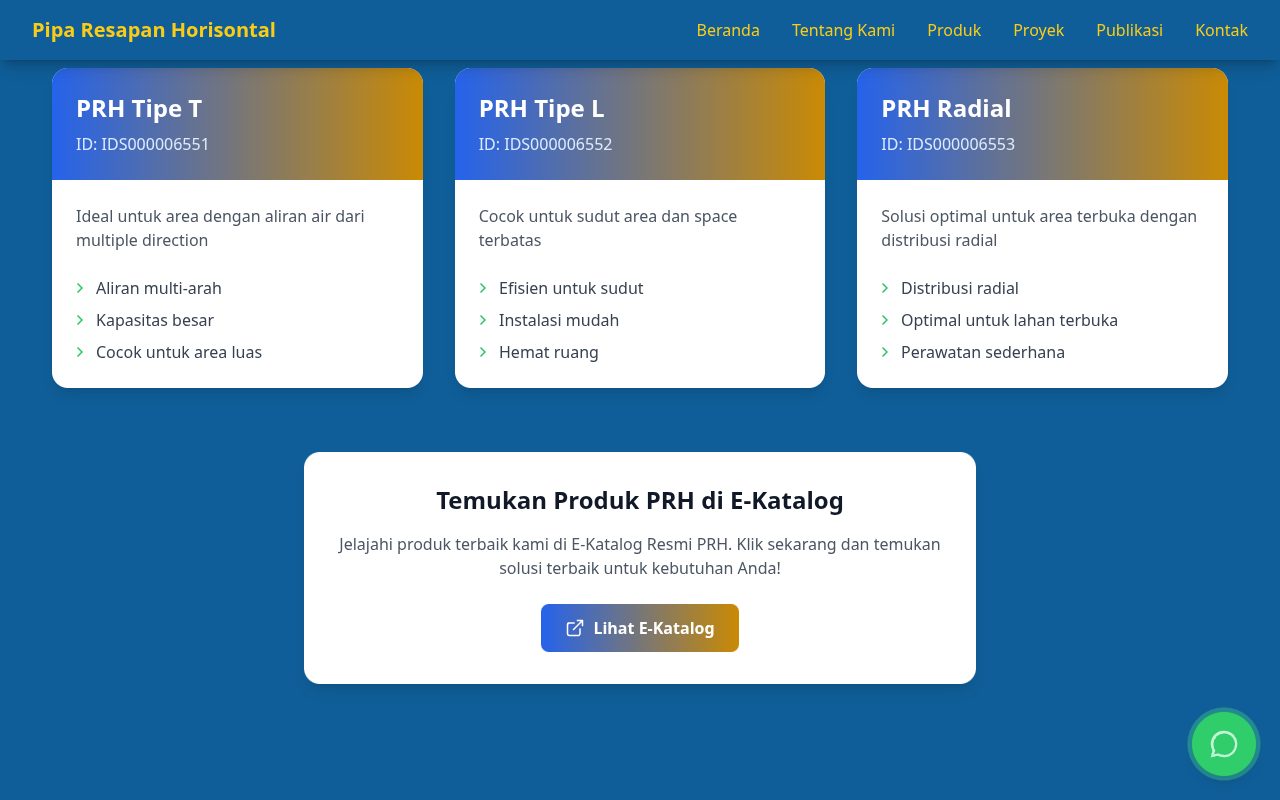 Pipa Resapan Horisontal
Beranda
Tentang Kami
Produk
Proyek
Publikasi
Kontak
PRH Tipe T
ID: IDS000006551
Ideal untuk area dengan aliran air dari
multiple direction
Aliran multi-arah
Kapasitas besar
Cocok untuk area luas
PRH Tipe L
ID: IDS000006552
Cocok untuk sudut area dan space
terbatas
Efisien untuk sudut
Instalasi mudah
Hemat ruang
PRH Radial
ID: IDS000006553
Solusi optimal untuk area terbuka dengan
distribusi radial
Distribusi radial
Optimal untuk lahan terbuka
Perawatan sederhana
Temukan Produk PRH di E-Katalog
Jelajahi produk terbaik kami di E-Katalog Resmi PRH. Klik sekarang dan temukan
solusi terbaik untuk kebutuhan Anda!
Lihat E-Katalog